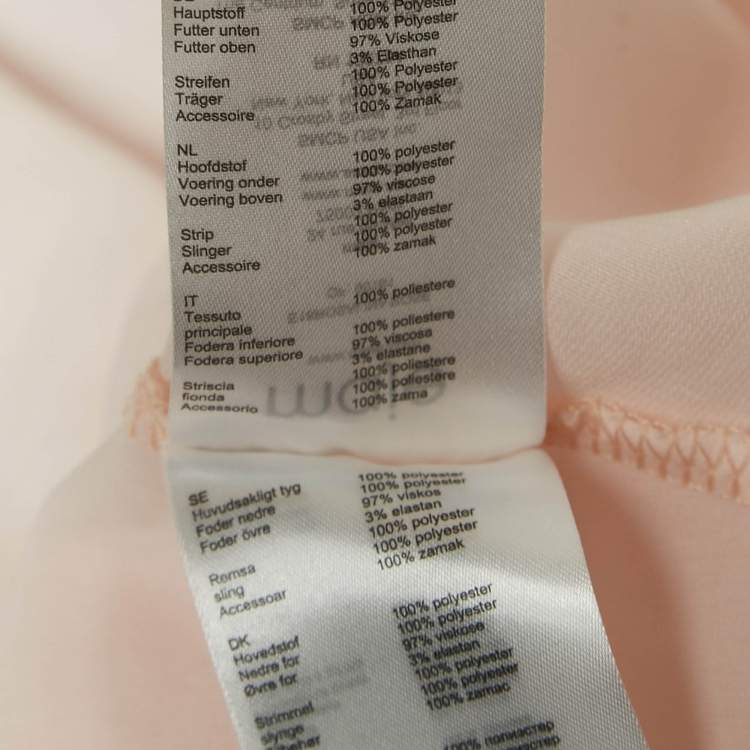 Hauptstoff 100% Polyester
Futter unten 100% Polyester
Futter oben 97% Viskose
3% Elasthan
Streifen 100% Polyester
Träger 100% Polyester
Accessoire 100% Zamak
NL
Hoofdstof 100% polyester
Voering onder 100% polyester
Voering boven 97% viscose
3% elastaan
Strip 100% polyester
Slinger 100% polyester
Accessoire 100% zamak
IT
Tessuto 100% poliestere
principale
Fodera inferiore 100% poliestere
Fodera superiore 97% viscosa
3% elastane
Striscia 100% poliestere
fionda 100% poliestere
Accessorio 100% zama
SE
Huvudsakligt tyg 100% polyester
Foder nedre 100% polyester
Foder övre 97% viskos
3% elastan
Remsa 100% polyester
sling 100% polyester
Accessoar 100% zamak
DK
Hovedstof 100% polyester
Nedre for 100% polyester
Øvre for 97% viskose
3% elastan
Strimmel 100% polyester
slynge 100% polyester
Tilbehør 100% zamac
100% полиэстер